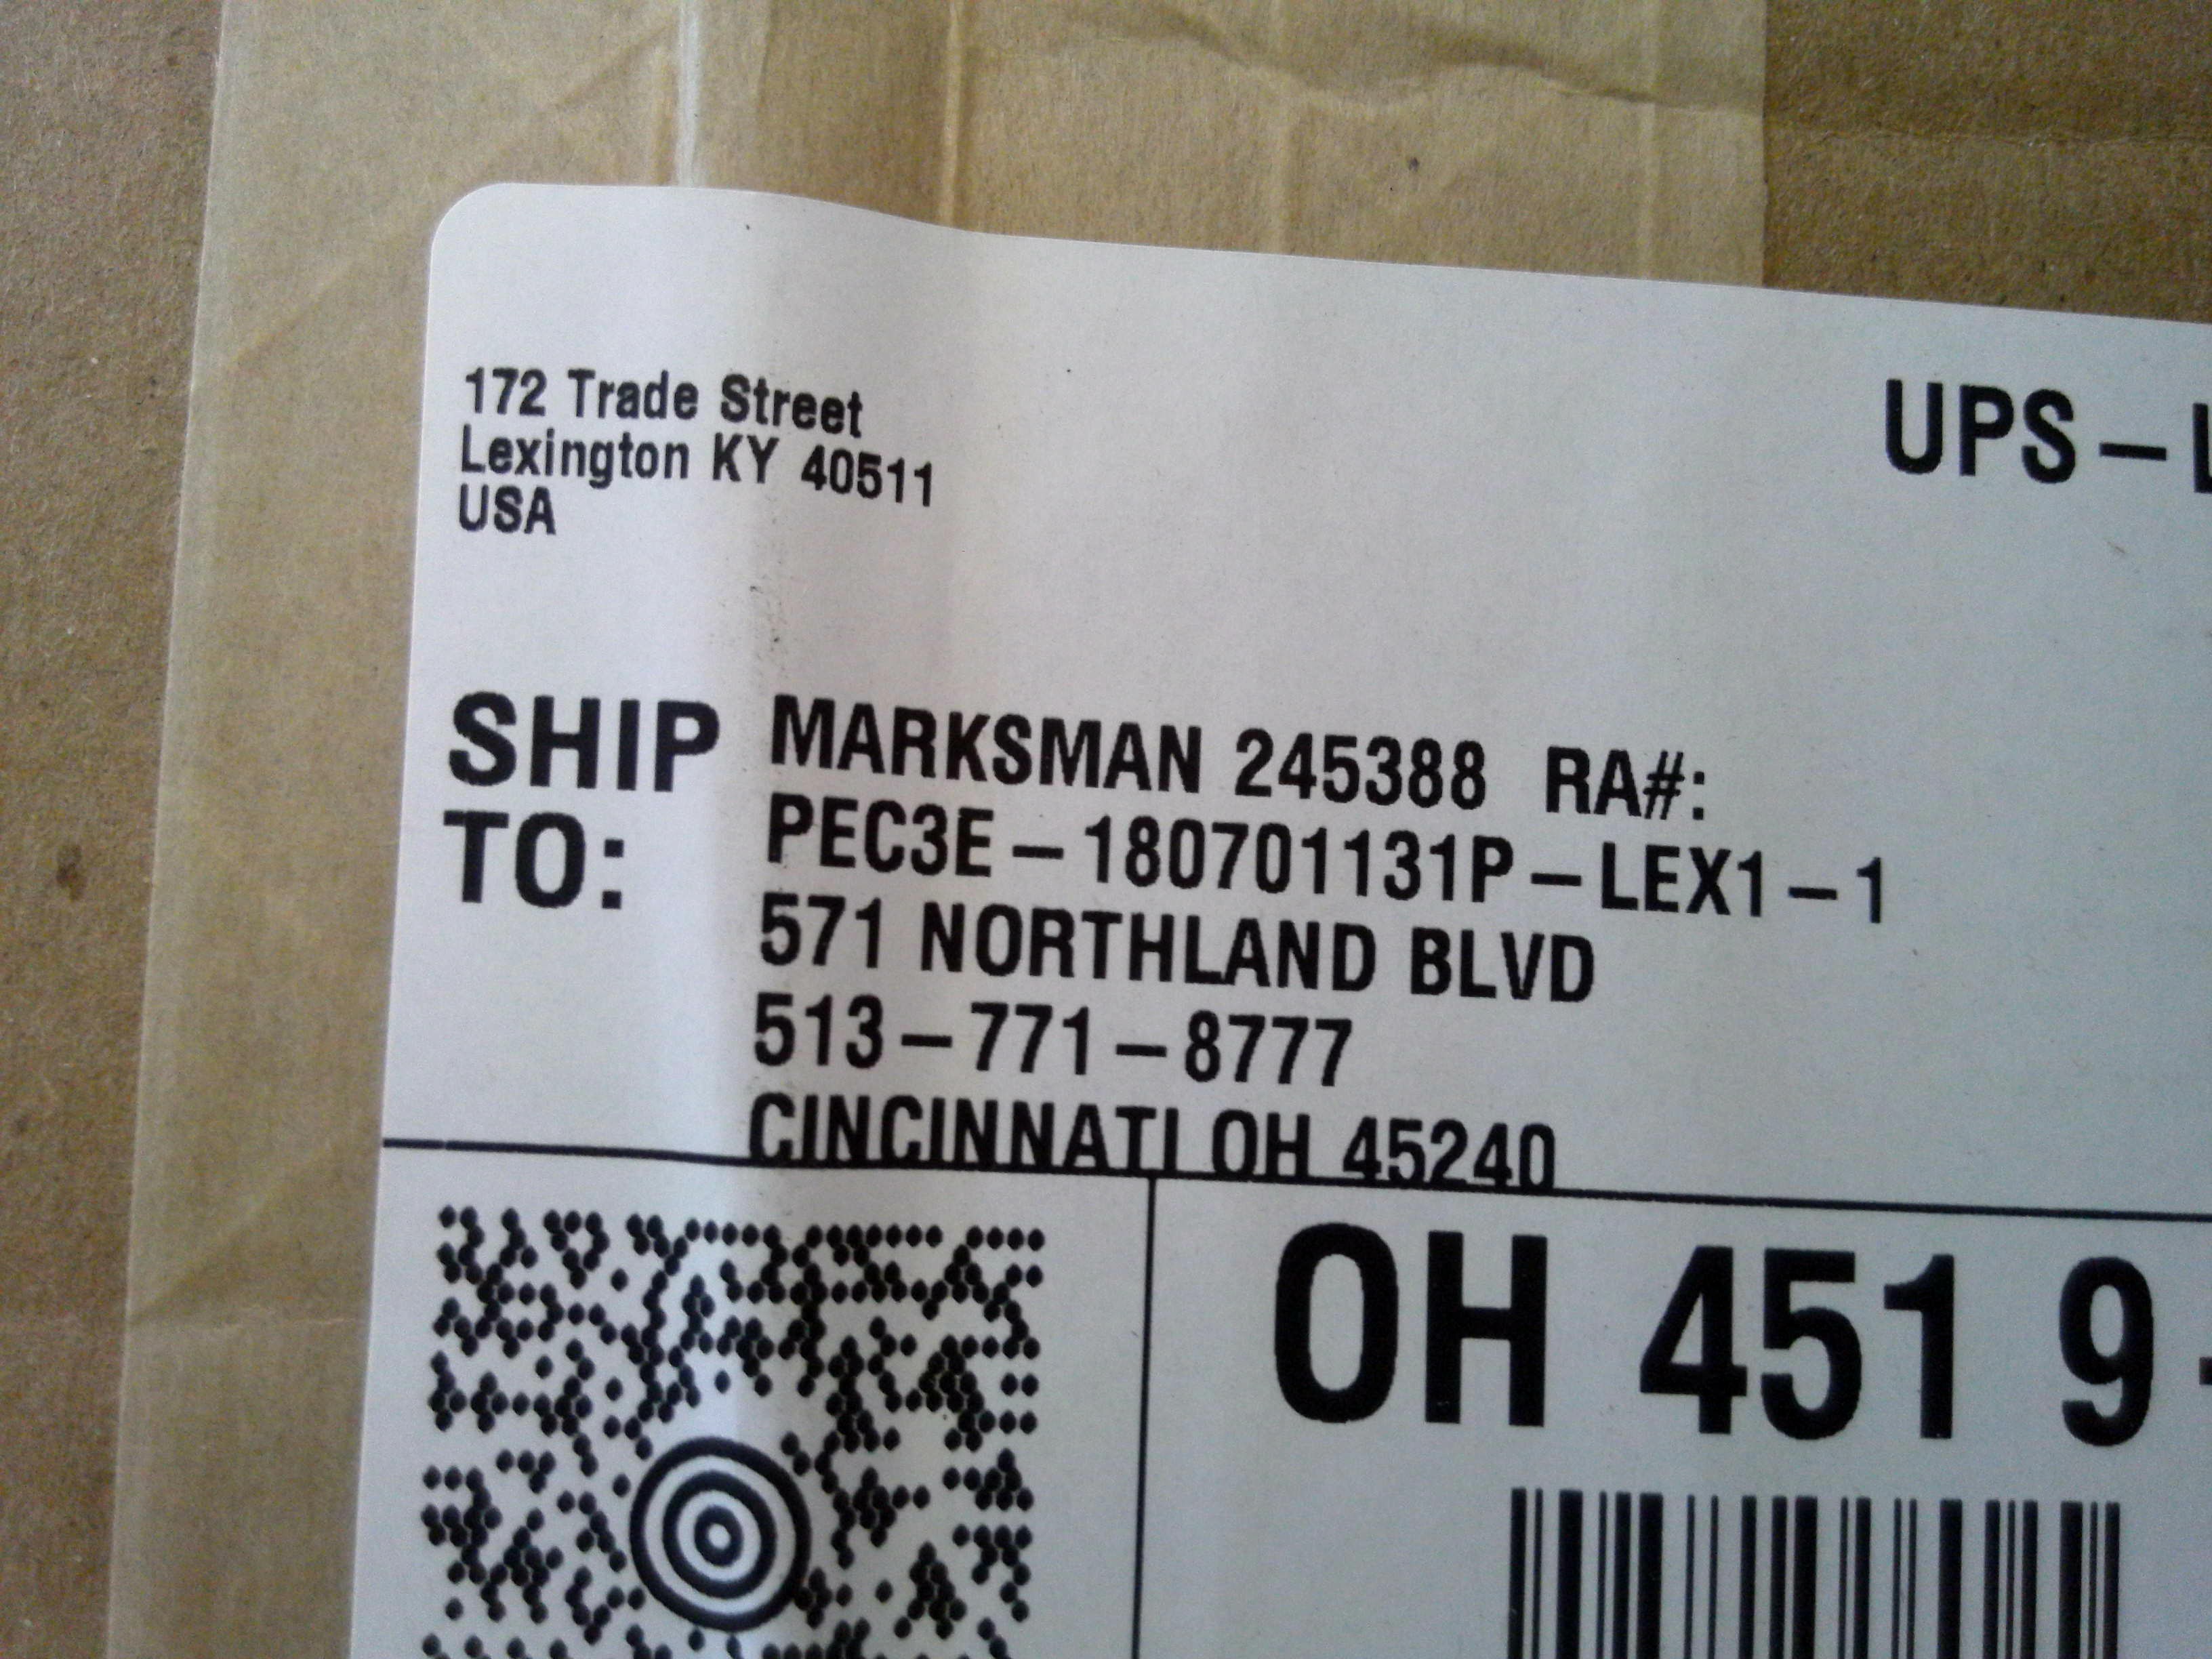 172 Trade Street
Lexington KY 40511
USA
UPS – L
SHIP TO:
MARKSMAN 245388 RA#:
PEC3E – 180701131P – LEX1 – 1
571 NORTHLAND BLVD
513 – 771 – 8777
CINCINNATI OH 45240
OH 451 9